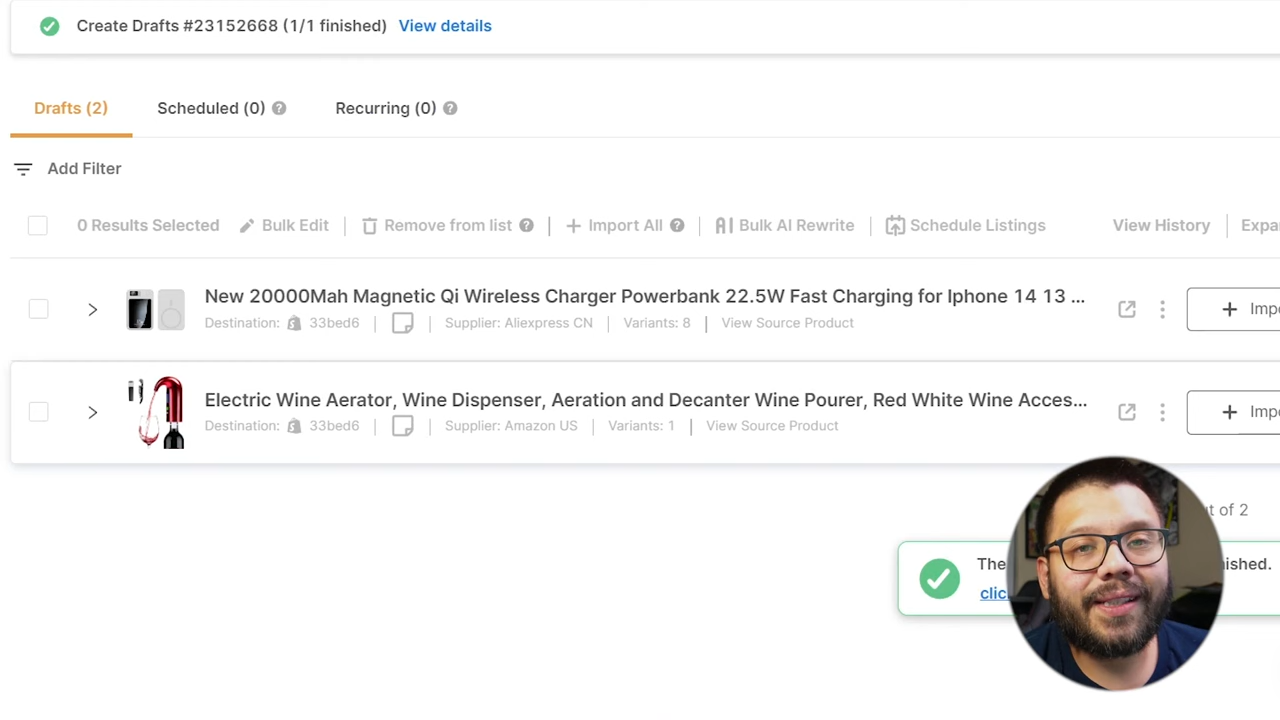 Create Drafts #23152668 (1/1 finished) View details
Drafts (2) Scheduled (0) ? Recurring (0) ?
Add Filter
0 Results Selected Bulk Edit Remove from list ? + Import All ? AI Bulk AI Rewrite Schedule Listings View History
New 20000Mah Magnetic Qi Wireless Charger Powerbank 22.5W Fast Charging for Iphone 14 13 ...
Destination: 33bed6 Supplier: Aliexpress CN Variants: 8 View Source Product
Electric Wine Aerator, Wine Dispenser, Aeration and Decanter Wine Pourer, Red White Wine Acces...
Destination: 33bed6 Supplier: Amazon US Variants: 1 View Source Product
of 2
The